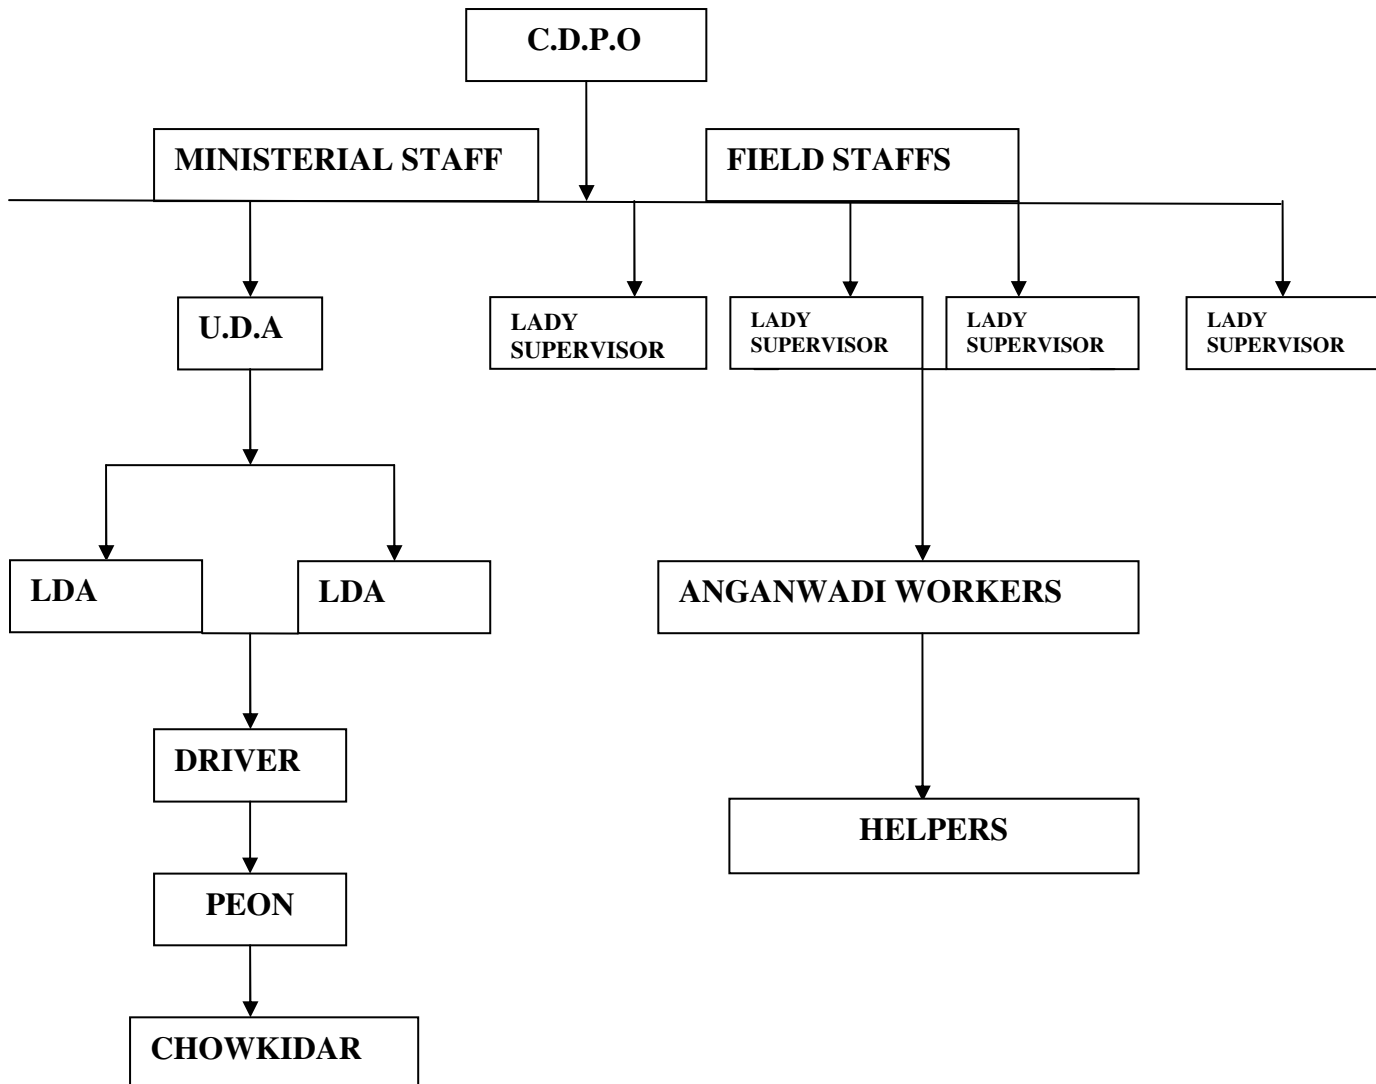 C.D.P.O
MINISTERIAL STAFF
FIELD STAFFS
U.D.A
LADY
SUPERVISOR
LADY
SUPERVISOR
LADY
SUPERVISOR
LADY
SUPERVISOR
LDA
LDA
ANGANWADI WORKERS
DRIVER
HELPERS
PEON
CHOWKIDAR